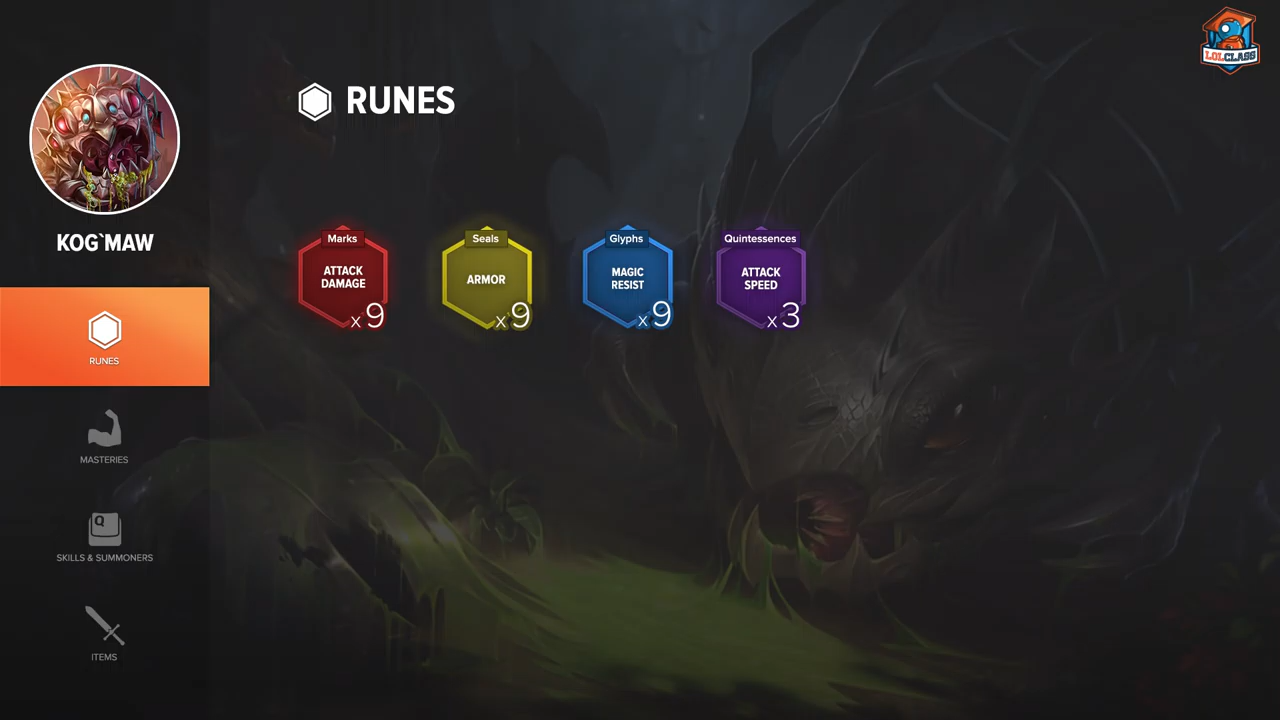 LOLCLASS
RUNES
KOG`MAW
Marks
ATTACK
DAMAGE
x9
Seals
ARMOR
x9
Glyphs
MAGIC
RESIST
x9
Quintessences
ATTACK
SPEED
x3
RUNES
MASTERIES
Q
SKILLS & SUMMONERS
ITEMS